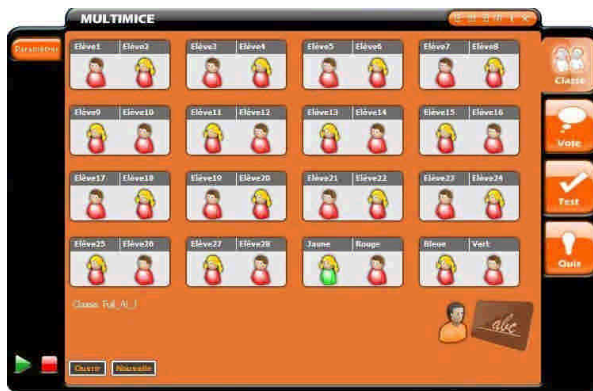 MULTIMICE
Paramètres
Elève1 Elève2 Elève3 Elève4 Elève5 Elève6 Elève7 Elève8
Classe
Elève9 Elève10 Elève11 Elève12 Elève13 Elève14 Elève15 Elève16
Vote
Elève17 Elève18 Elève19 Elève20 Elève21 Elève22 Elève23 Elève24
Test
Elève25 Elève26 Elève27 Elève28 Jaune Rouge Bleue Vert
Quiz
Classe
abc
Ouvrir Nouvelle